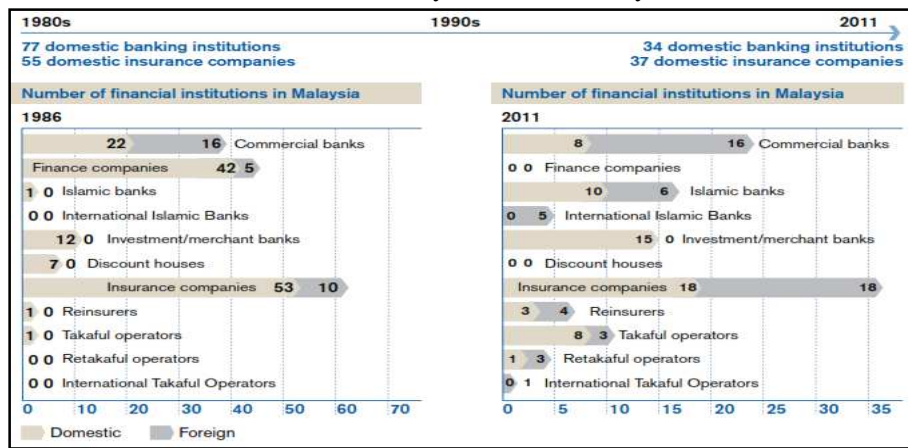 1980s 1990s 2011
77 domestic banking institutions
55 domestic insurance companies
34 domestic banking institutions
37 domestic insurance companies
Number of financial institutions in Malaysia
1986
22 16 Commercial banks
Finance companies 42 5
1 0 Islamic banks
0 0 International Islamic Banks
12 0 Investment/merchant banks
7 0 Discount houses
Insurance companies 53 10
1 0 Reinsurers
1 0 Takaful operators
0 0 Retakaful operators
0 0 International Takaful Operators
0 10 20 30 40 50 60 70
Domestic Foreign
Number of financial institutions in Malaysia
2011
8 16 Commercial banks
0 0 Finance companies
10 6 Islamic banks
0 5 International Islamic Banks
15 0 Investment/merchant banks
0 0 Discount houses
Insurance companies 18 18
3 4 Reinsurers
8 3 Takaful operators
1 3 Retakaful operators
0 1 International Takaful Operators
0 5 10 15 20 25 30 35